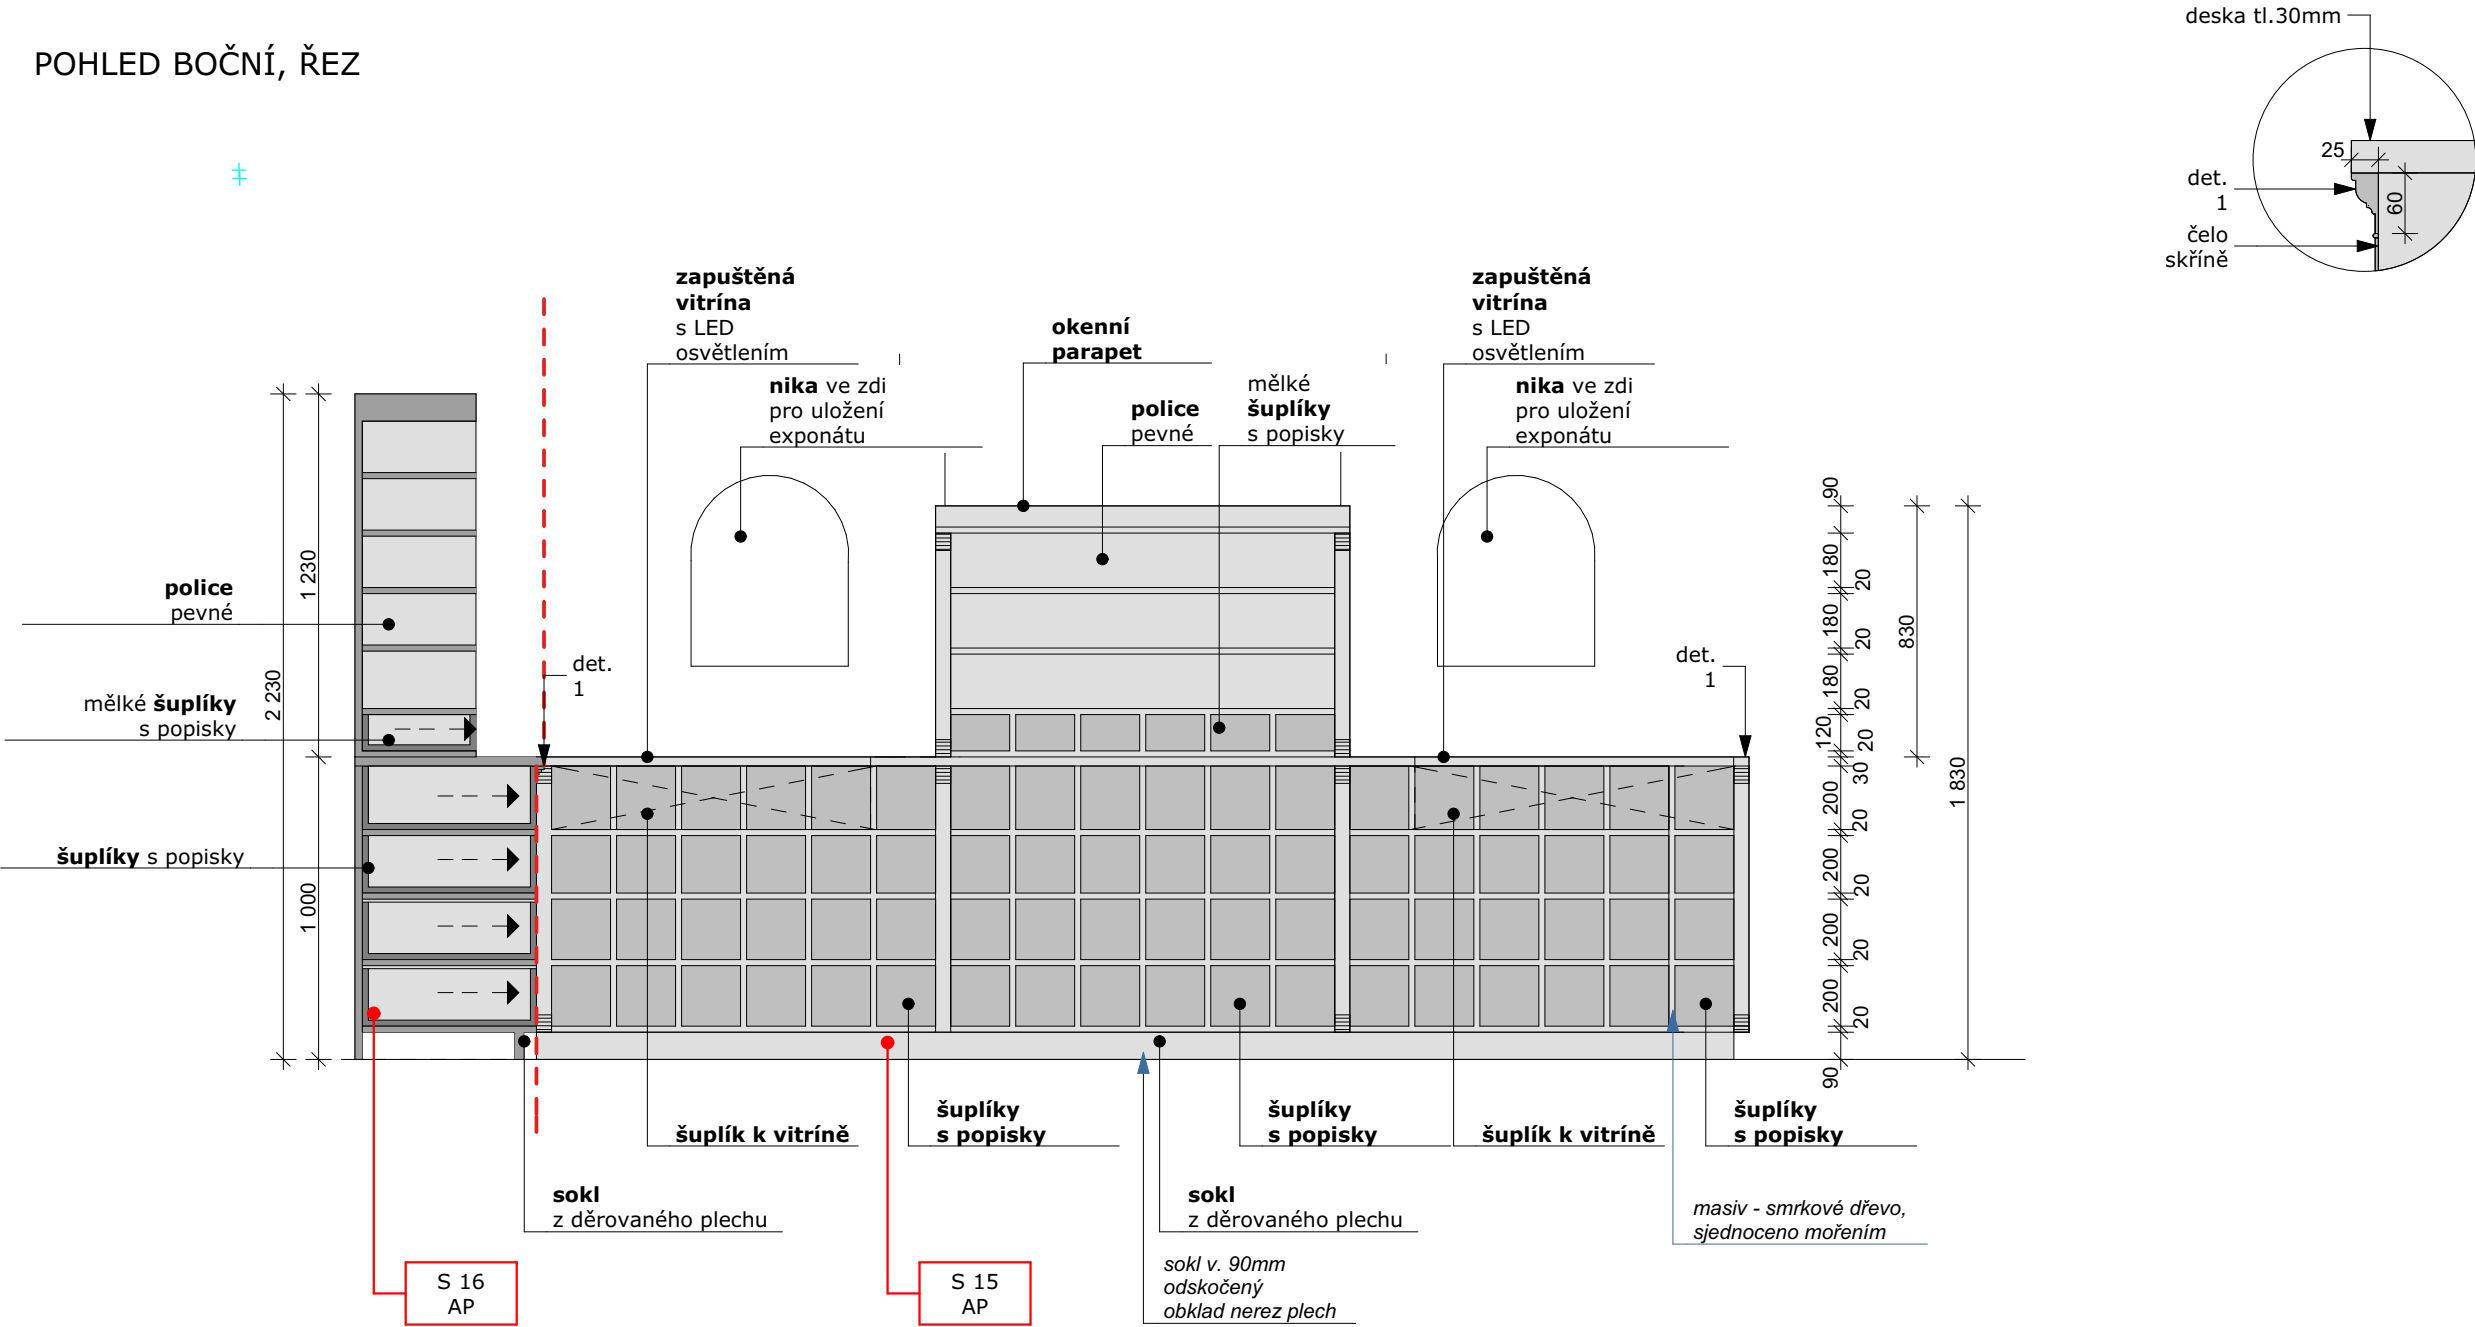 POHLED BOČNÍ, ŘEZ
deska tl.30mm
25
det.
1
60
čelo
skříně
zapuštěná
vitrína
s LED
osvětlením
nika ve zdi
pro uložení
exponátu
okenní
parapet
police
pevné
mělké
šuplíky
s popisky
zapuštěná
vitrína
s LED
osvětlením
nika ve zdi
pro uložení
exponátu
police
pevné
mělké šuplíky
s popisky
šuplíky s popisky
2 230
1 230
1 000
det.
1
det.
1
90
180
20
180
20
180
20
120
20
30
200
20
200
20
200
20
200
20
90
830
1 830
šuplík k vitríně
šuplíky
s popisky
šuplíky
s popisky
šuplík k vitríně
šuplíky
s popisky
sokl
z děrovaného plechu
sokl
z děrovaného plechu
masiv - smrkové dřevo,
sjednoceno mořením
sokl v. 90mm
odskočený
obklad nerez plech
S 16
AP
S 15
AP